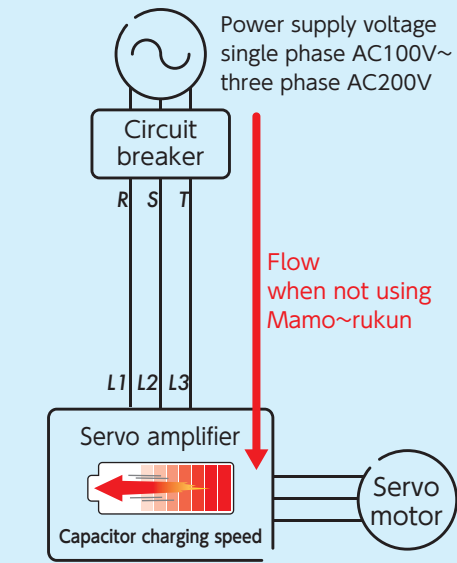 Power supply voltage
single phase AC100V~
three phase AC200V
Circuit
breaker
R S T
Flow
when not using
Mamo~rukun
L1 L2 L3
Servo amplifier
Capacitor charging speed
Servo
motor